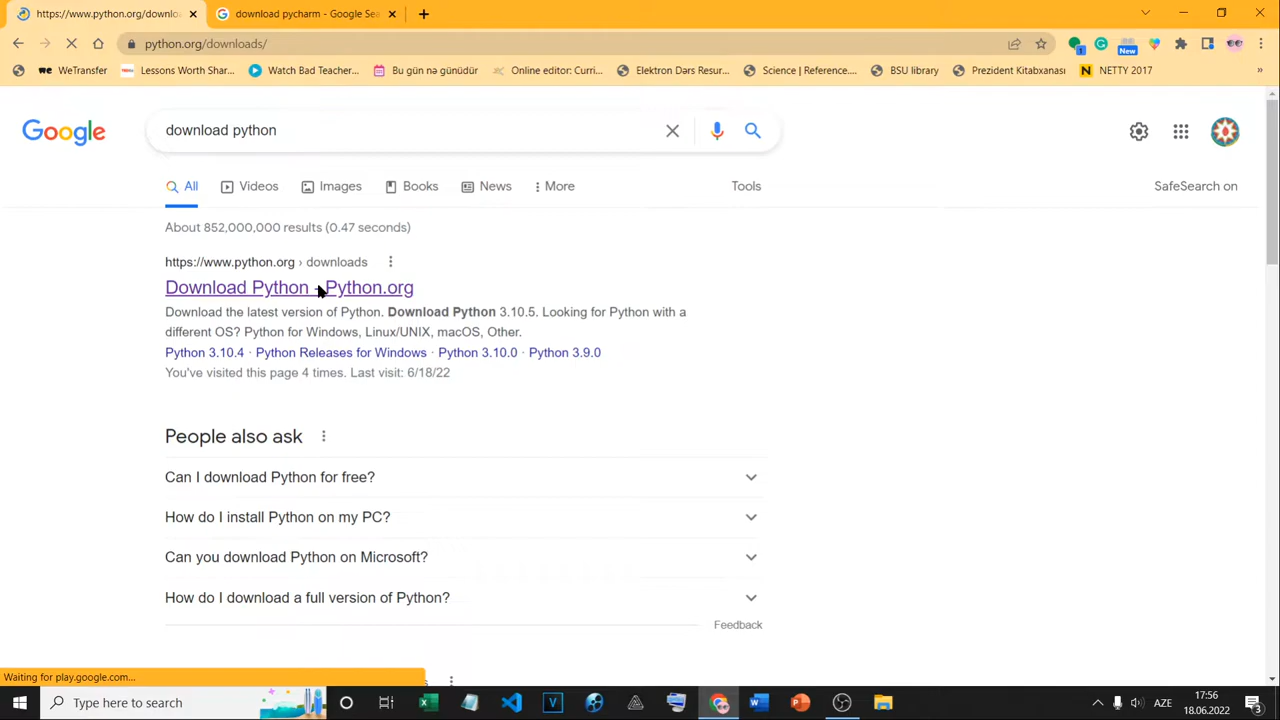 https://www.python.org/downlo
download pycharm - Google Sea
python.org/downloads/
New
WeTransfer
Lessons Worth Shar...
Watch Bad Teacher...
Bu gün nə günüdür
Online editor: Curri...
Elektron Dərs Resur...
Science | Reference....
BSU library
Prezident Kitabxanası
NETTY 2017
Google
download python
All
Videos
Images
Books
News
More
Tools
SafeSearch on
About 852,000,000 results (0.47 seconds)
https://www.python.org › downloads
Download Python - Python.org
Download the latest version of Python. Download Python 3.10.5. Looking for Python with a
different OS? Python for Windows, Linux/UNIX, macOS, Other.
Python 3.10.4 · Python Releases for Windows · Python 3.10.0 · Python 3.9.0
You've visited this page 4 times. Last visit: 6/18/22
People also ask
Can I download Python for free?
How do I install Python on my PC?
Can you download Python on Microsoft?
How do I download a full version of Python?
Feedback
Waiting for play.google.com...
Type here to search
AZE
17:56
18.06.2022
3